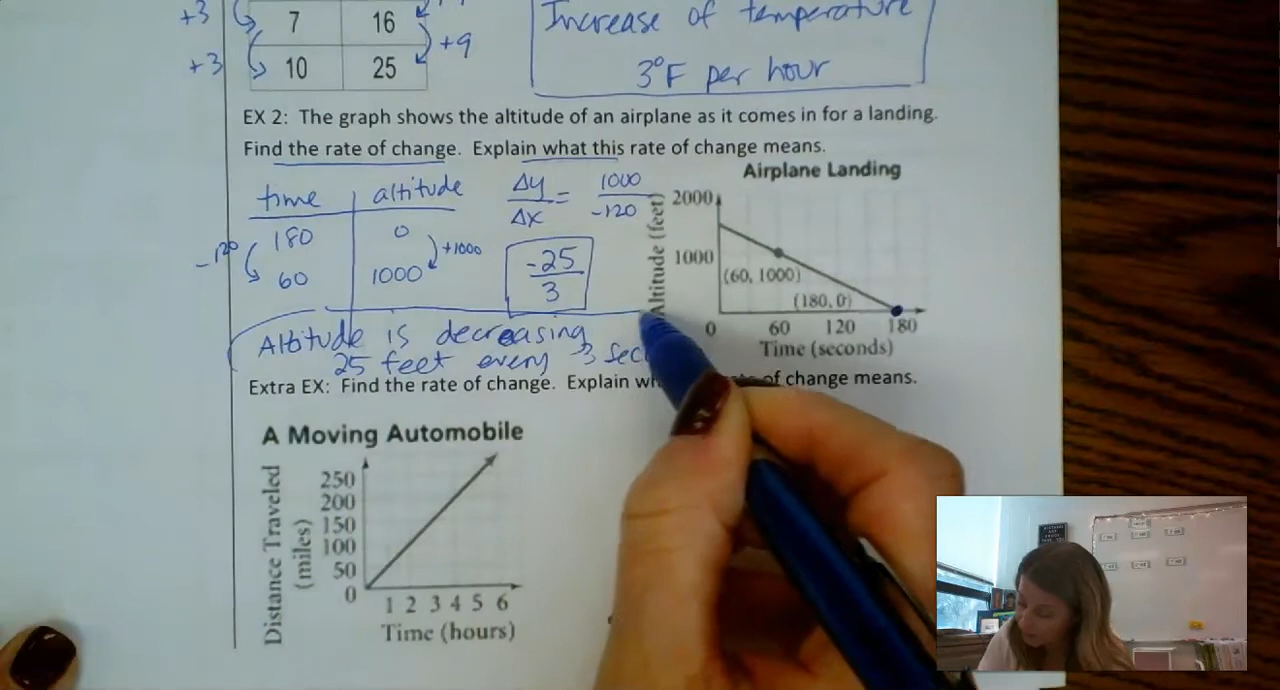 +3 7 16
+9
+3 10 25
Increase of temperature
3°F per hour
EX 2: The graph shows the altitude of an airplane as it comes in for a landing.
Find the rate of change. Explain what this rate of change means.
time altitude
180 0
-120 +1000
60 1000
Δy/Δx = 1000/-120
-25/3
Airplane Landing
Altitude (feet)
2000
1000
(60, 1000)
(180, 0)
0 60 120 180
Time (seconds)
Altitude is decreasing
25 feet every 3
Extra EX: Find the rate of change. Explain of change means.
A Moving Automobile
Distance Traveled
(miles)
250
200
150
100
50
0
1 2 3 4 5 6
Time (hours)